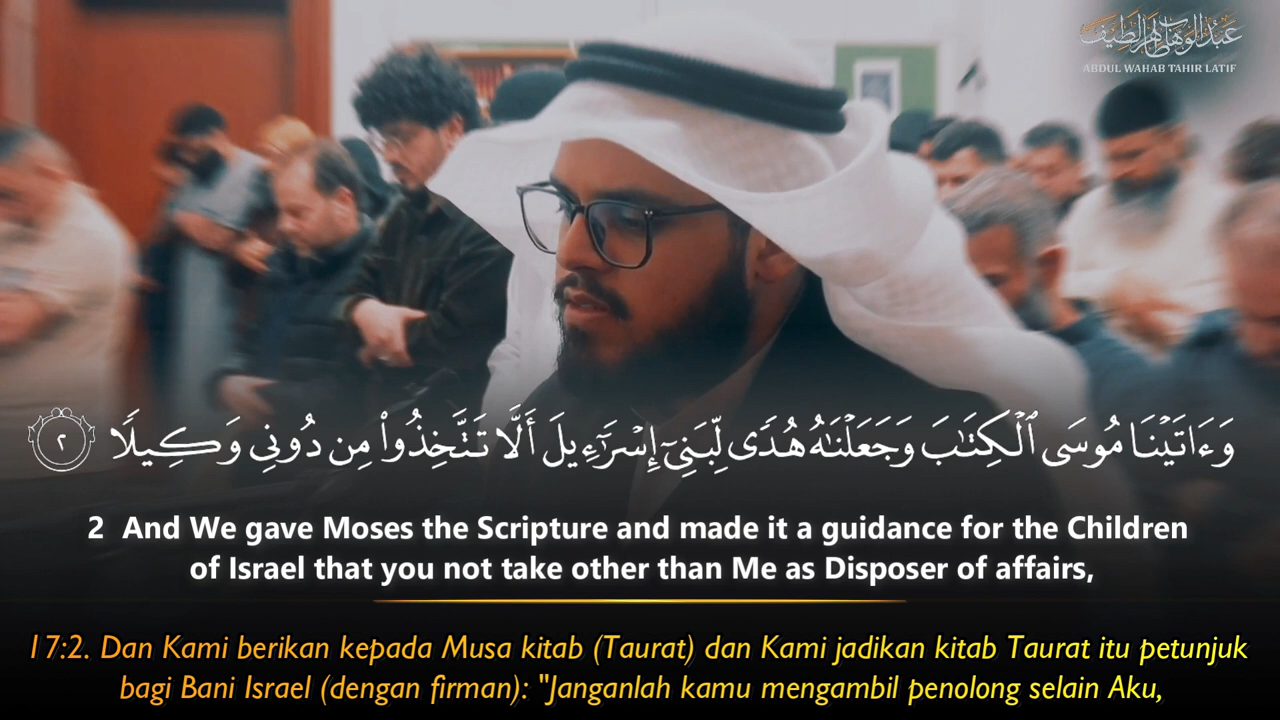 عبدالوهاب طاهر لطيف
ABDUL WAHAB TAHIR LATIF
وَءَاتَيْنَا مُوسَى ٱلْكِتَٰبَ وَجَعَلْنَٰهُ هُدًى لِّبَنِىٓ إِسْرَٰٓءِيلَ أَلَّا تَتَّخِذُوا۟ مِن دُونِى وَكِيلًا ٢
2 And We gave Moses the Scripture and made it a guidance for the Children
of Israel that you not take other than Me as Disposer of affairs,
17:2. Dan Kami berikan kepada Musa kitab (Taurat) dan Kami jadikan kitab Taurat itu petunjuk
bagi Bani Israel (dengan firman): "Janganlah kamu mengambil penolong selain Aku,